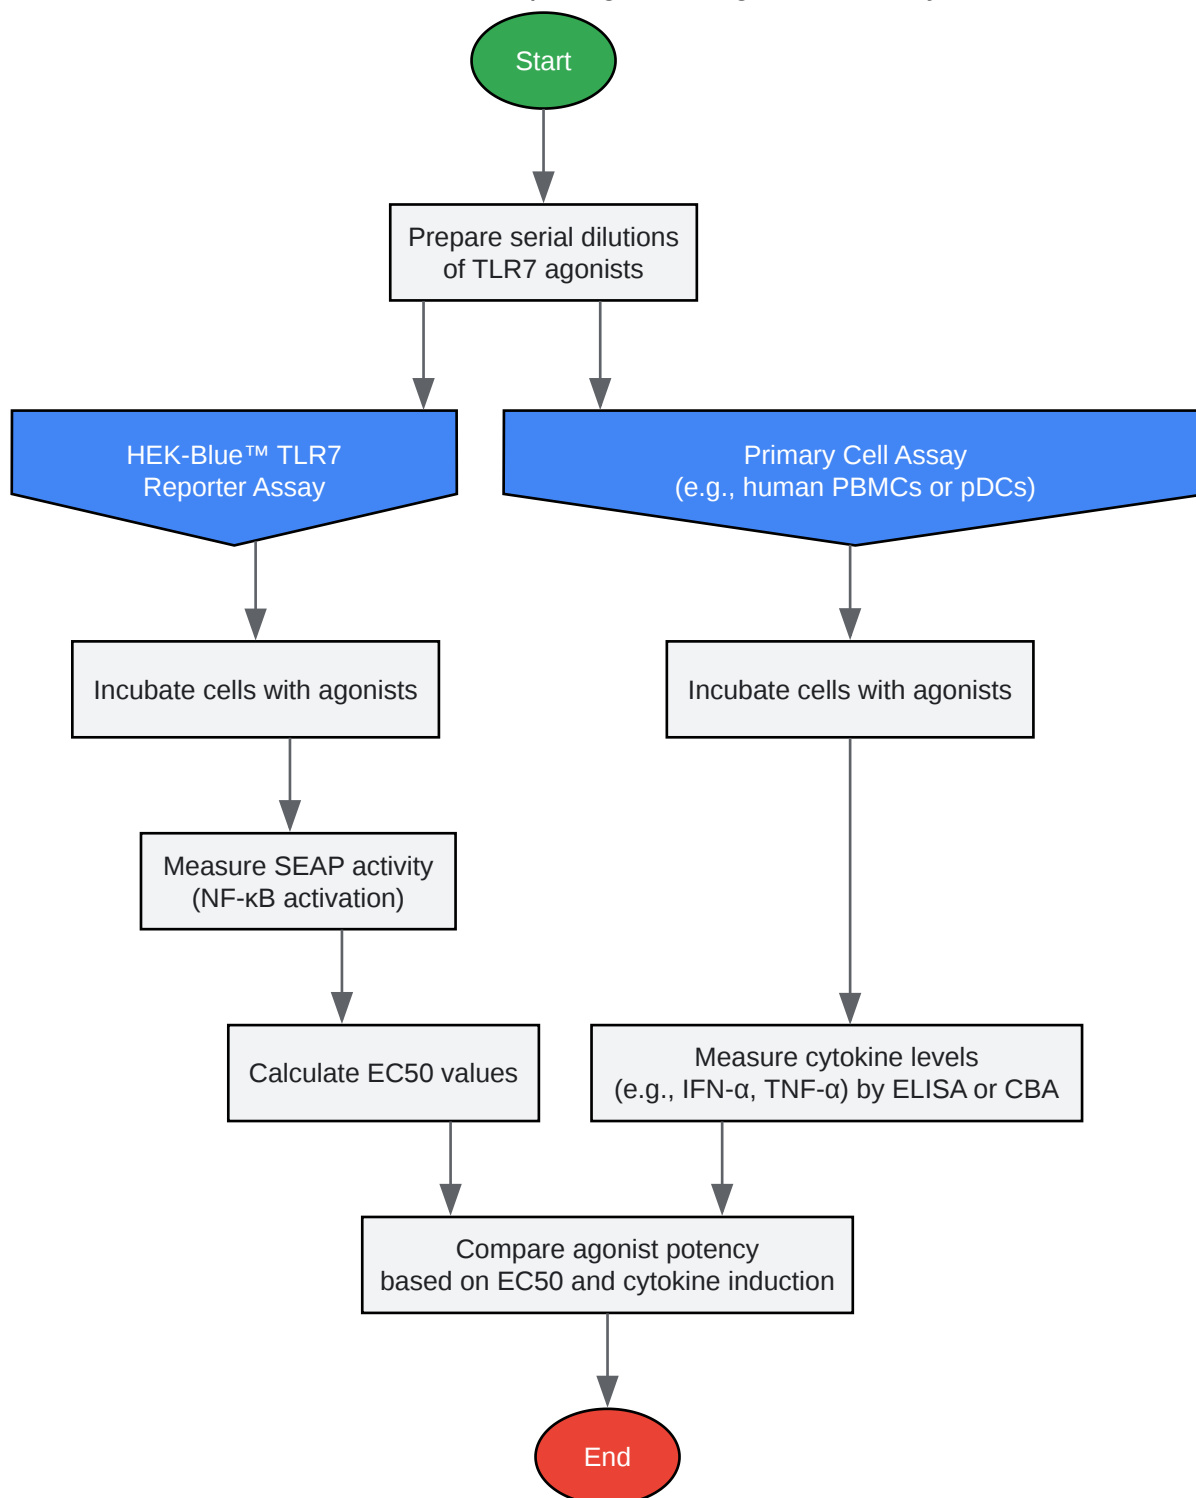 Start
Prepare serial dilutions
of TLR7 agonists
HEK-Blue™ TLR7
Reporter Assay
Primary Cell Assay
(e.g., human PBMCs or pDCs)
Incubate cells with agonists
Incubate cells with agonists
Measure SEAP activity
(NF-κB activation)
Calculate EC50 values
Measure cytokine levels
(e.g., IFN-α, TNF-α) by ELISA or CBA
Compare agonist potency
based on EC50 and cytokine induction
End